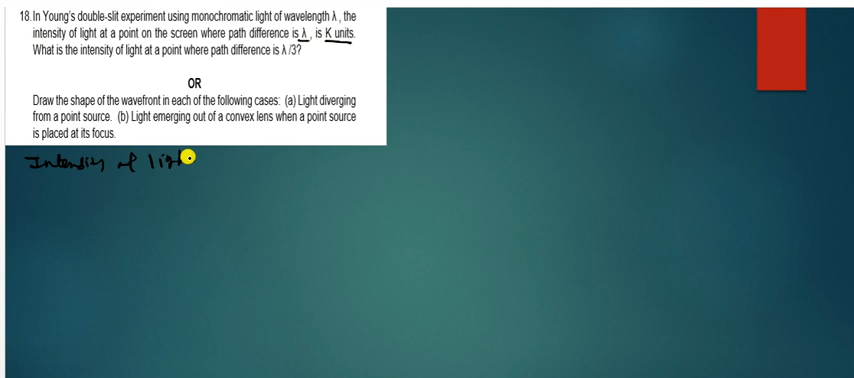 18. In Young's double-slit experiment using monochromatic light of wavelength λ , the
intensity of light at a point on the screen where path difference is λ , is K units.
What is the intensity of light at a point where path difference is λ /3?
OR
Draw the shape of the wavefront in each of the following cases: (a) Light diverging
from a point source. (b) Light emerging out of a convex lens when a point source
is placed at its focus.
Intensity of light